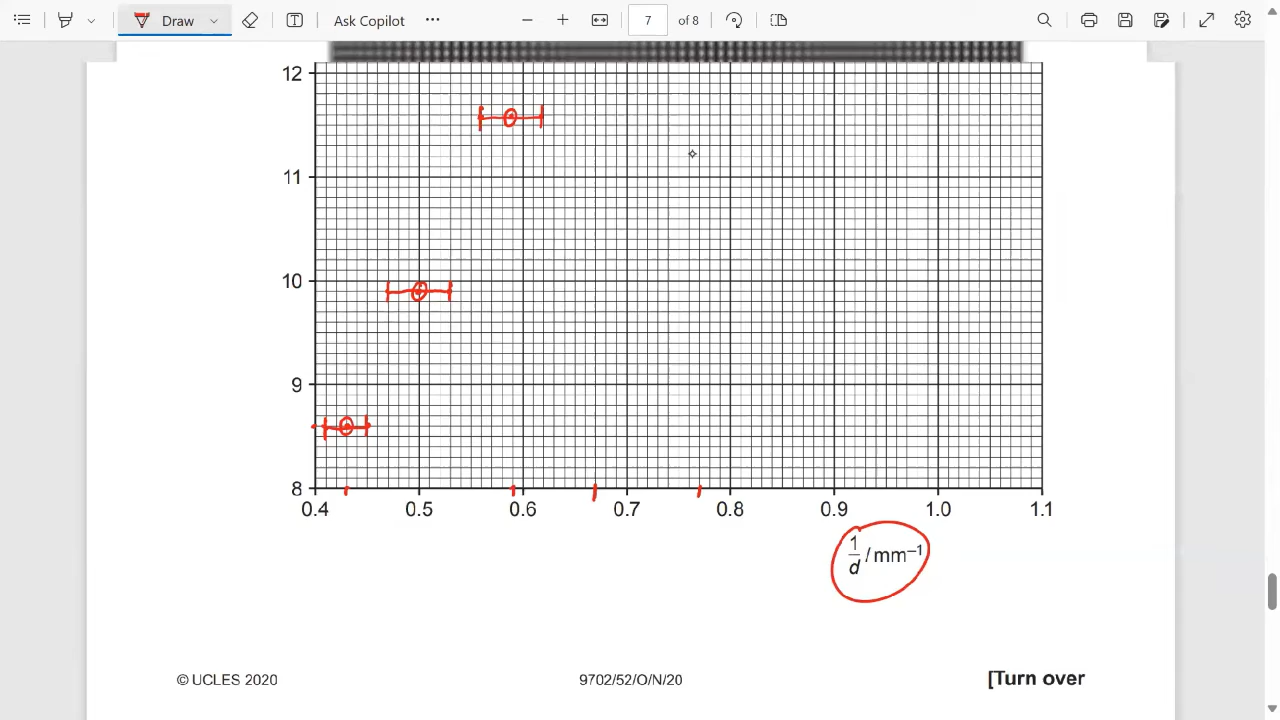 Draw
Ask Copilot
7 of 8
12
11
10
9
8
0.4 0.5 0.6 0.7 0.8 0.9 1.0 1.1
1/d / mm⁻¹
© UCLES 2020 9702/52/O/N/20 [Turn over